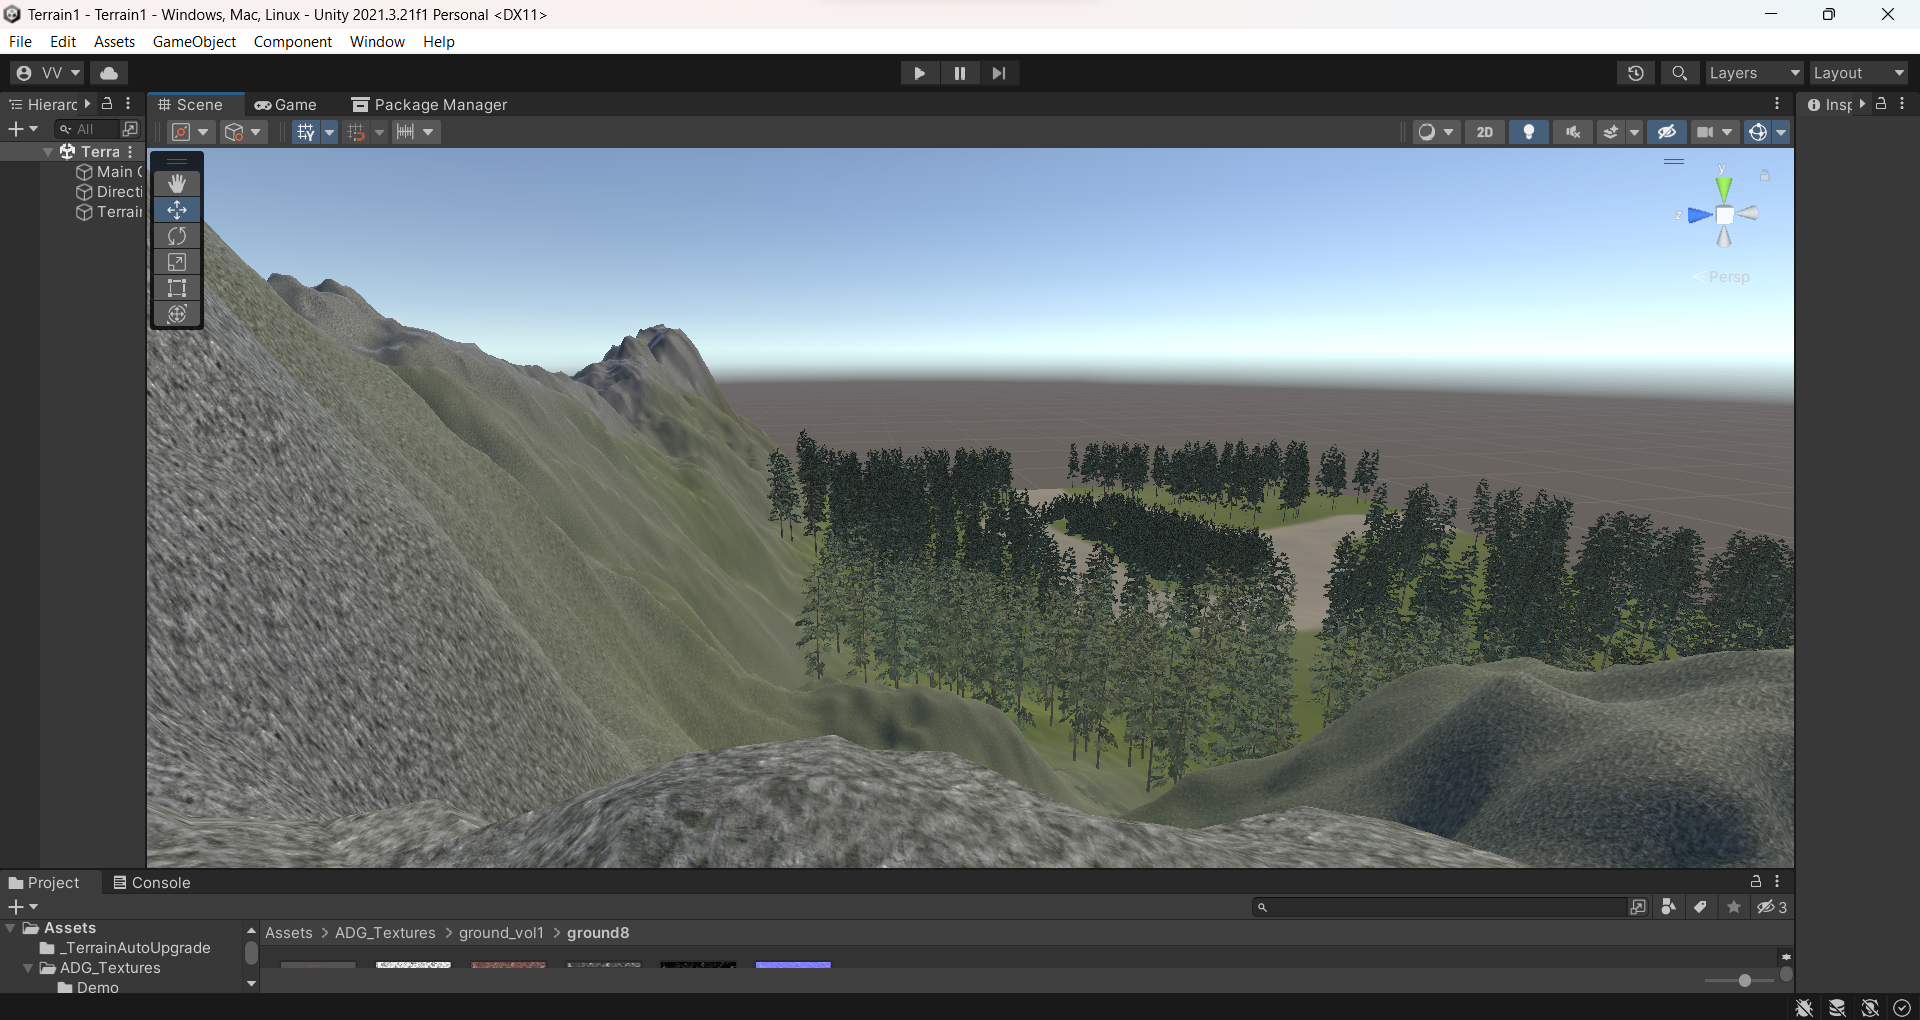 Terrain1 - Terrain1 - Windows, Mac, Linux - Unity 2021.3.21f1 Personal <DX11>
File Edit Assets GameObject Component Window Help
VV Layers Layout
Hierarc Scene Game Package Manager Insp
All 2D
Terra
Main C
Directi
Terrain
y
z
Persp
Project Console
3
Assets Assets > ADG_Textures > ground_vol1 > ground8
_TerrainAutoUpgrade
ADG_Textures
Demo